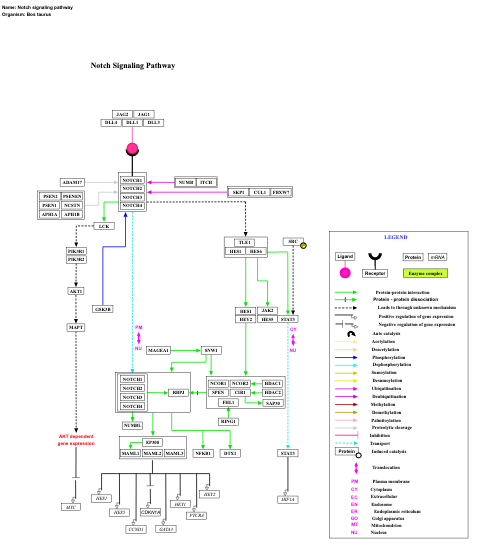 Name: Notch signaling pathway
Organism: Bos taurus
Notch Signaling Pathway
JAG2 JAG1
DLL4 DLL1 DLL3
ADAM17
NOTCH1
NOTCH2
NOTCH3
NOTCH4
NUMB ITCH
PSEN2 PSENEN
PSEN1 NCSTN
APH1A APH1B
SKP1 CUL1 FBXW7
LCK
PIK3R1
PIK3R2
AKT1
GSK3B
MAPT
TLE1
HES1 HES6
SRC
HES1 JAK2
HEY2 HES5 STAT3
PM
NU
CY
NU
MAGEA1
SNW1
NOTCH1
NOTCH2
NOTCH3
NOTCH4
RBPJ
NCOR1 NCOR2 HDAC1
SPEN CIR1 HDAC2
FHL1 SAP30
RING1
NUMBL
AKT dependent
gene expression
EP300
MAML1 MAML2 MAML3
NFKB1
DTX1
STAT3
MYC
HES1
HES5
CCND1
CDKN1A
GATA3
HEY1
PTCRA
HEY2
HIF1A
LEGEND
Ligand
Receptor
Protein
mRNA
Enzyme complex
Protein-protein interaction
Protein - protein dissociation
Leads to through unknown mechanism
Positive regulation of gene expression
Negative regulation of gene expression
Auto catalysis
Acetylation
Deacetylation
Phosphorylation
Dephosphorylation
Sumoylation
Desumoylation
Ubiquitination
Deubiquitination
Methylation
Demethylation
Palmitoylation
Proteolytic cleavage
Inhibition
Transport
Protein
Induced catalysis
Translocation
PM Plasma membrane
CY Cytoplasm
EC Extracellular
EN Endosome
ER Endoplasmic reticulum
GO Golgi apparatus
MT Mitochondrion
NU Nucleus